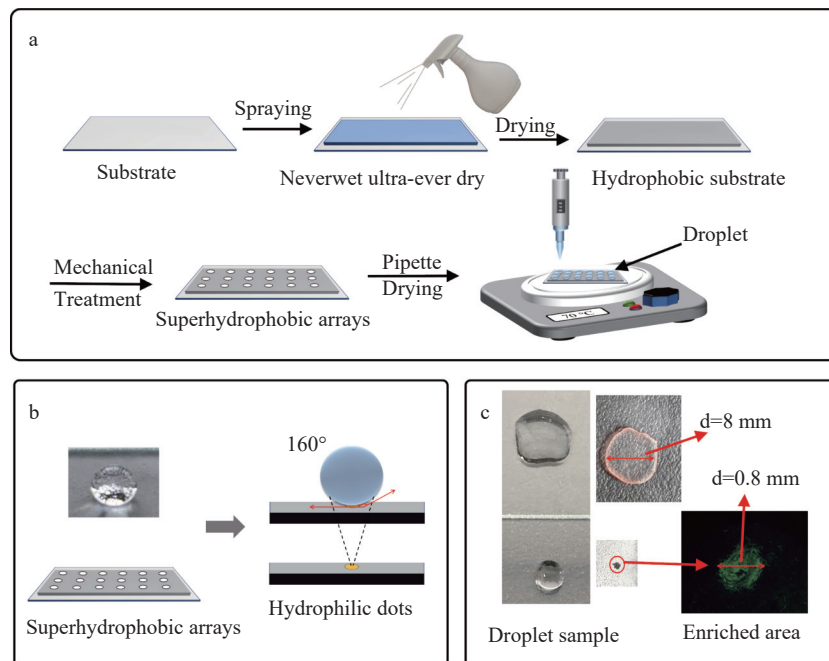 a
Spraying
Drying
Substrate
Neverwet ultra-ever dry
Hydrophobic substrate
Mechanical
Treatment
Superhydrophobic arrays
Pipette
Drying
Droplet
70 °C
b
160°
Superhydrophobic arrays
Hydrophilic dots
c
d=8 mm
d=0.8 mm
Droplet sample
Enriched area